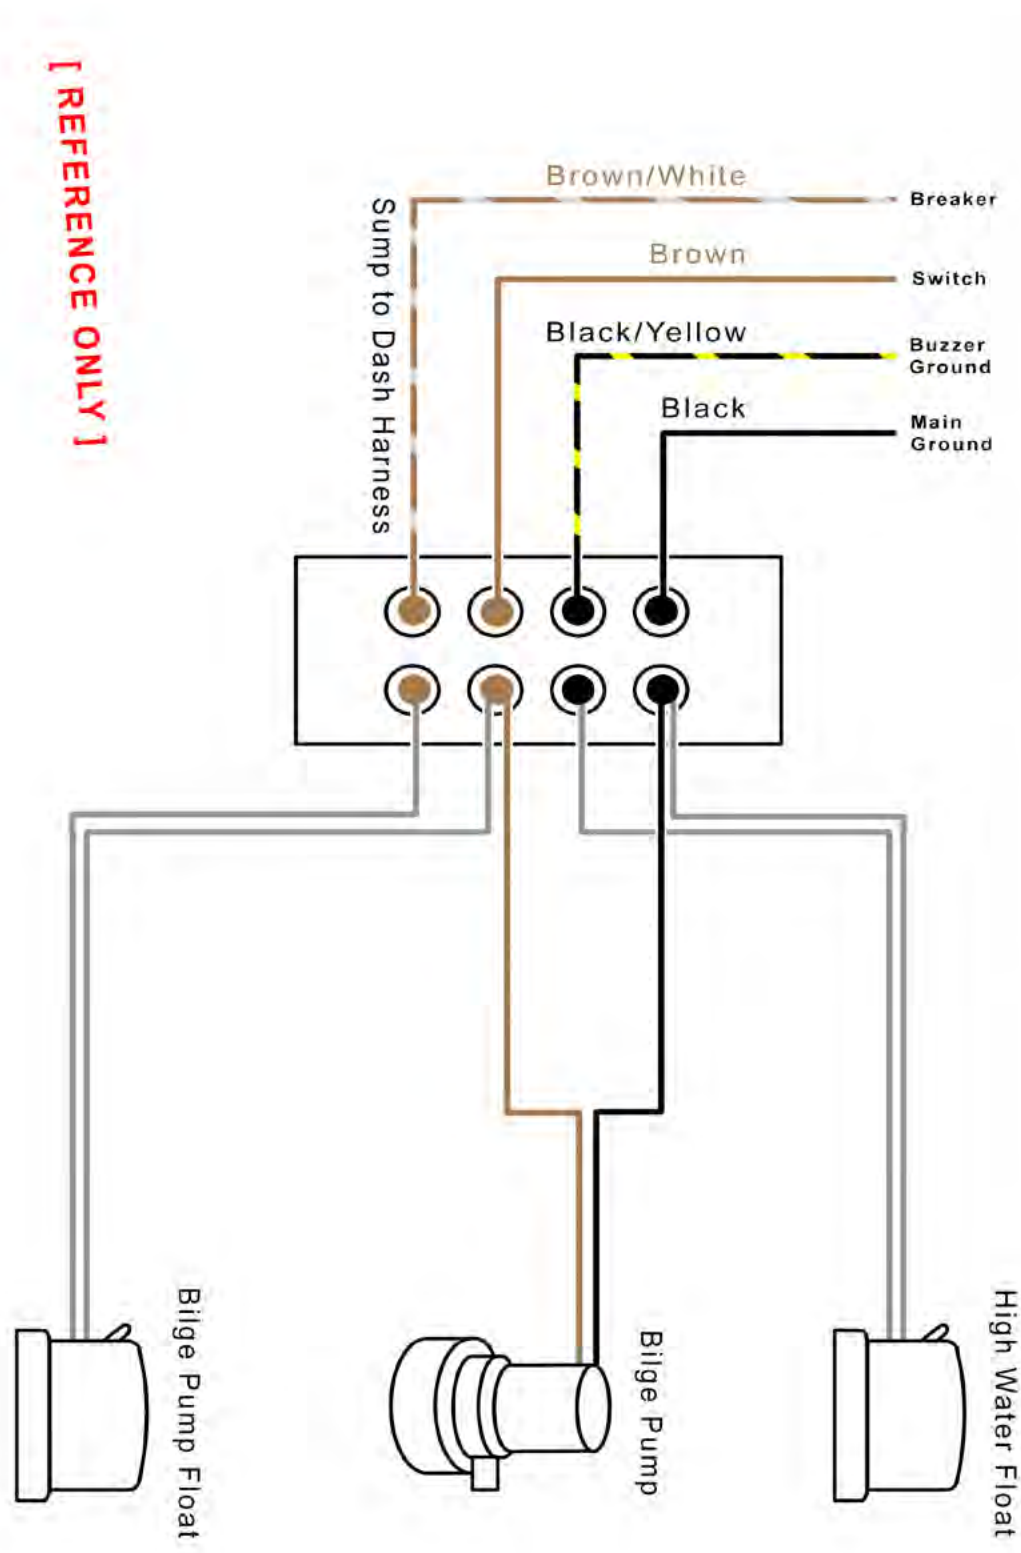 [ REFERENCE ONLY ]
Sump to Dash Harness
Brown/White
Breaker
Brown
Switch
Black/Yellow
Buzzer
Ground
Black
Main
Ground
Bilge Pump Float
Bilge Pump
High Water Float